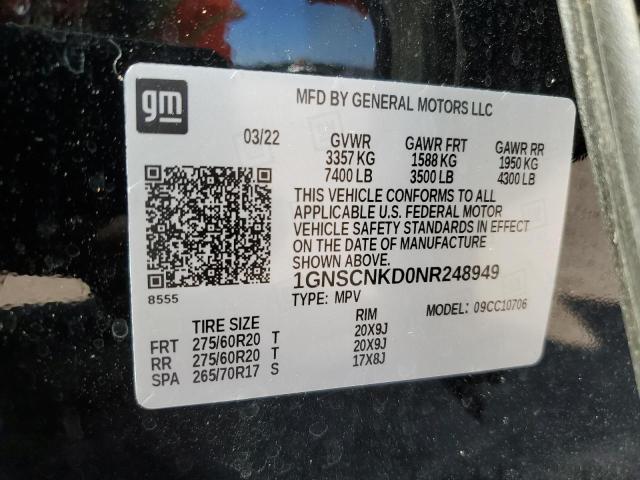 gm
MFD BY GENERAL MOTORS LLC
03/22 GVWR GAWR FRT GAWR RR
3357 KG 1588 KG 1950 KG
7400 LB 3500 LB 4300 LB
THIS VEHICLE CONFORMS TO ALL
APPLICABLE U.S. FEDERAL MOTOR
VEHICLE SAFETY STANDARDS IN EFFECT
ON THE DATE OF MANUFACTURE
SHOWN ABOVE.
8555
1GNSCNKD0NR248949
TYPE: MPV MODEL: 09CC10706
TIRE SIZE RIM
FRT 275/60R20 T 20X9J
RR 275/60R20 T 20X9J
SPA 265/70R17 S 17X8J